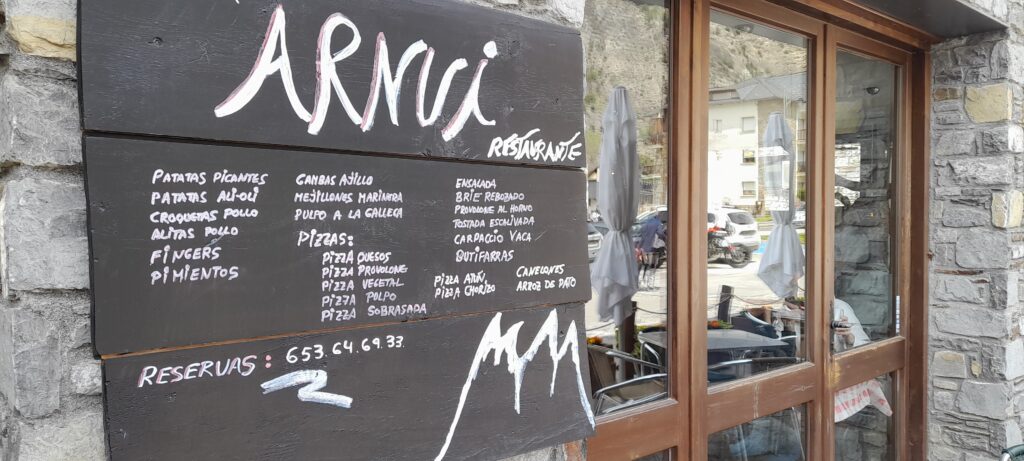 ARNUi
RESTAURANTE
PATATAS PICANTES
PATATAS ALI-OLI
CROQUETAS POLLO
ALITAS POLLO
FINGERS
PIMIENTOS
GAMBAS AJILLO
MEJILLONES MARINERA
PULPO A LA GALLEGA
PIZZAS:
PIZZA QUESOS
PIZZA PROVOLONE
PIZZA VEGETAL
PIZZA POLPO
PIZZA SOBRASADA
PIZZA ATÚN,
PIZZA CHORIZO
ENSALADA
BRIE REBOZADO
PROVOLONE AL HORNO
TOSTADA ESCALIVADA
CARPACCIO VACA
BUTIFARRAS
CANELONES
ARROZ DE PATO
RESERVAS: 653.64.69.33.